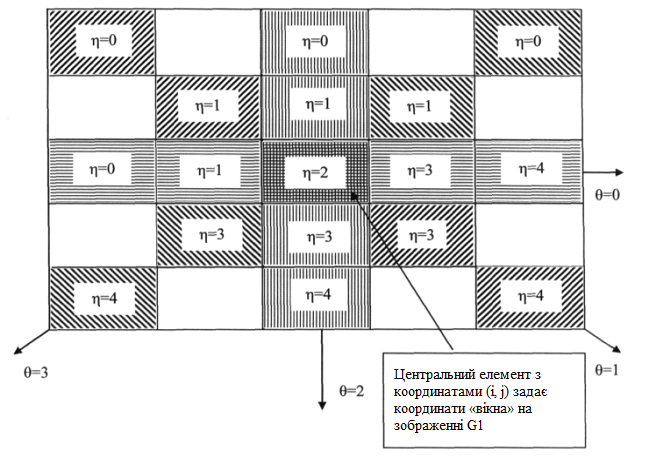 η=0 η=0 η=0
η=1 η=1 η=1
η=0 η=1 η=2 η=3 η=4
θ=0
η=3 η=3 η=3
η=4 η=4 η=4
θ=3 θ=2 θ=1
Центральний елемент з
координатами (i, j) задає
координати «вікна» на
зображенні G1